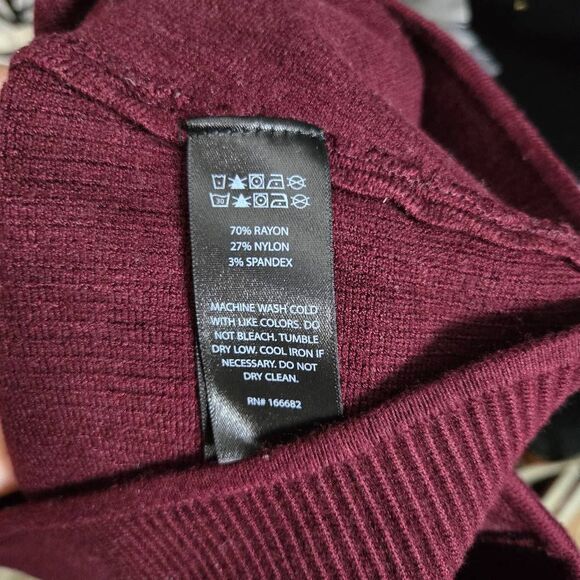 30
70% RAYON
27% NYLON
3% SPANDEX
MACHINE WASH COLD
WITH LIKE COLORS. DO
NOT BLEACH. TUMBLE
DRY LOW. COOL IRON IF
NECESSARY. DO NOT
DRY CLEAN.
RN# 166682